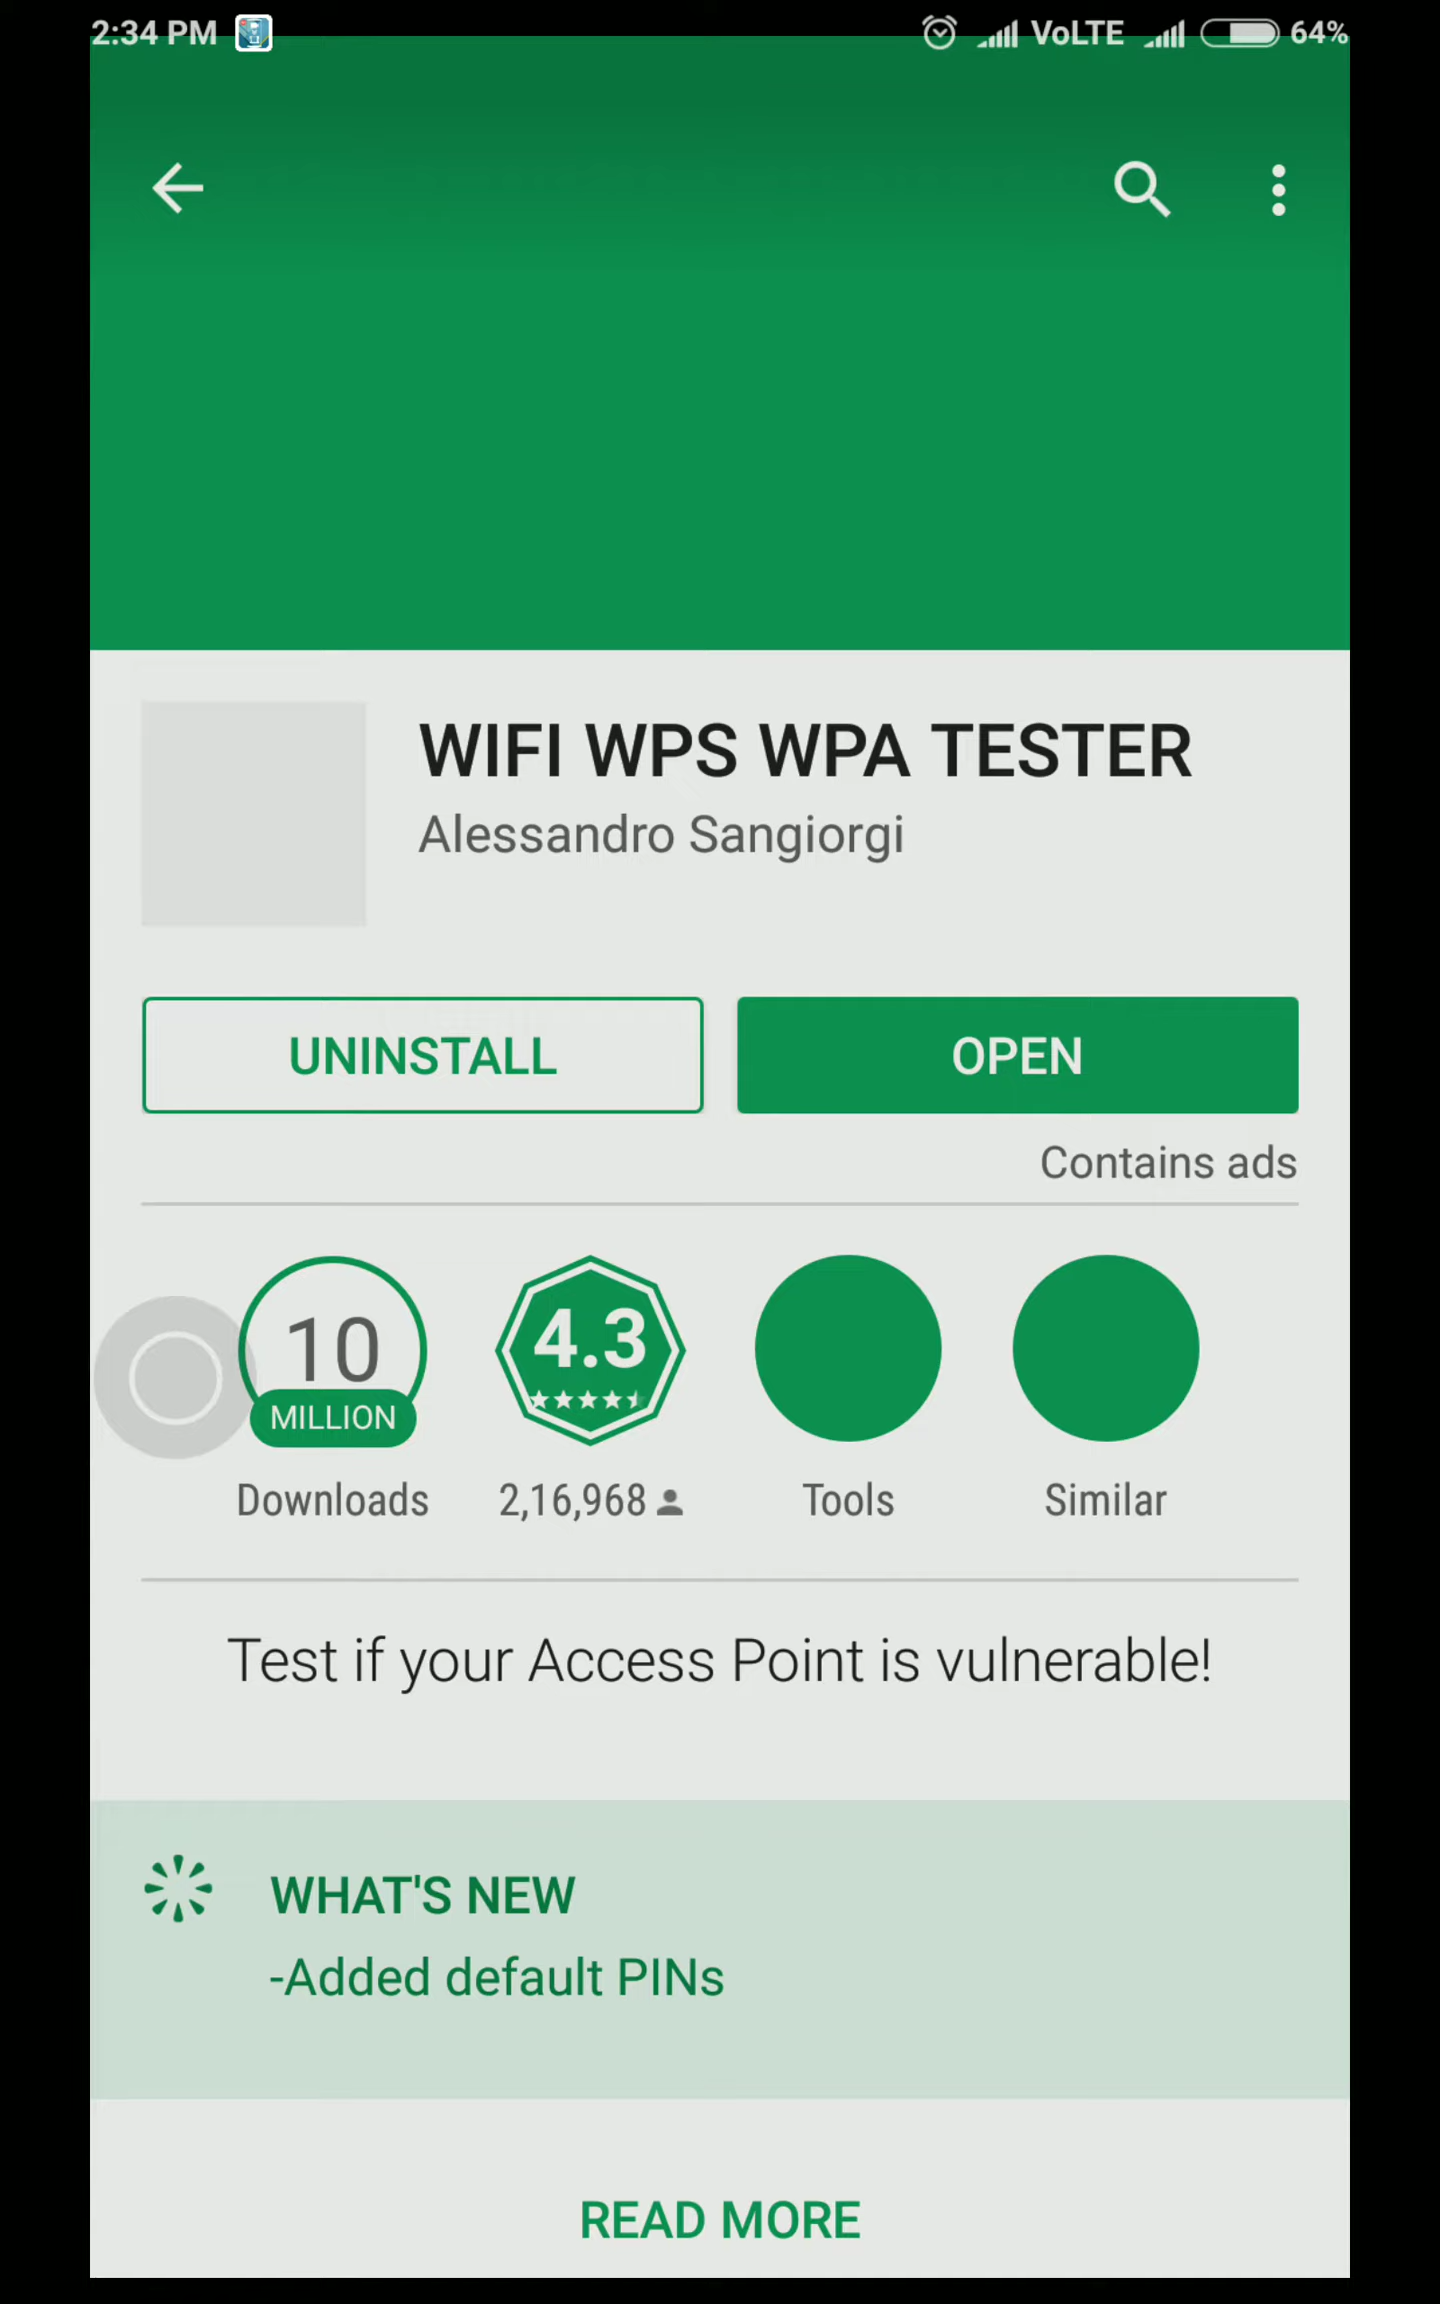 2:34 PM VoLTE 64%
WIFI WPS WPA TESTER
Alessandro Sangiorgi
UNINSTALL OPEN
Contains ads
10 4.3
MILLION
Downloads 2,16,968 Tools Similar
Test if your Access Point is vulnerable!
WHAT'S NEW
-Added default PINs
READ MORE